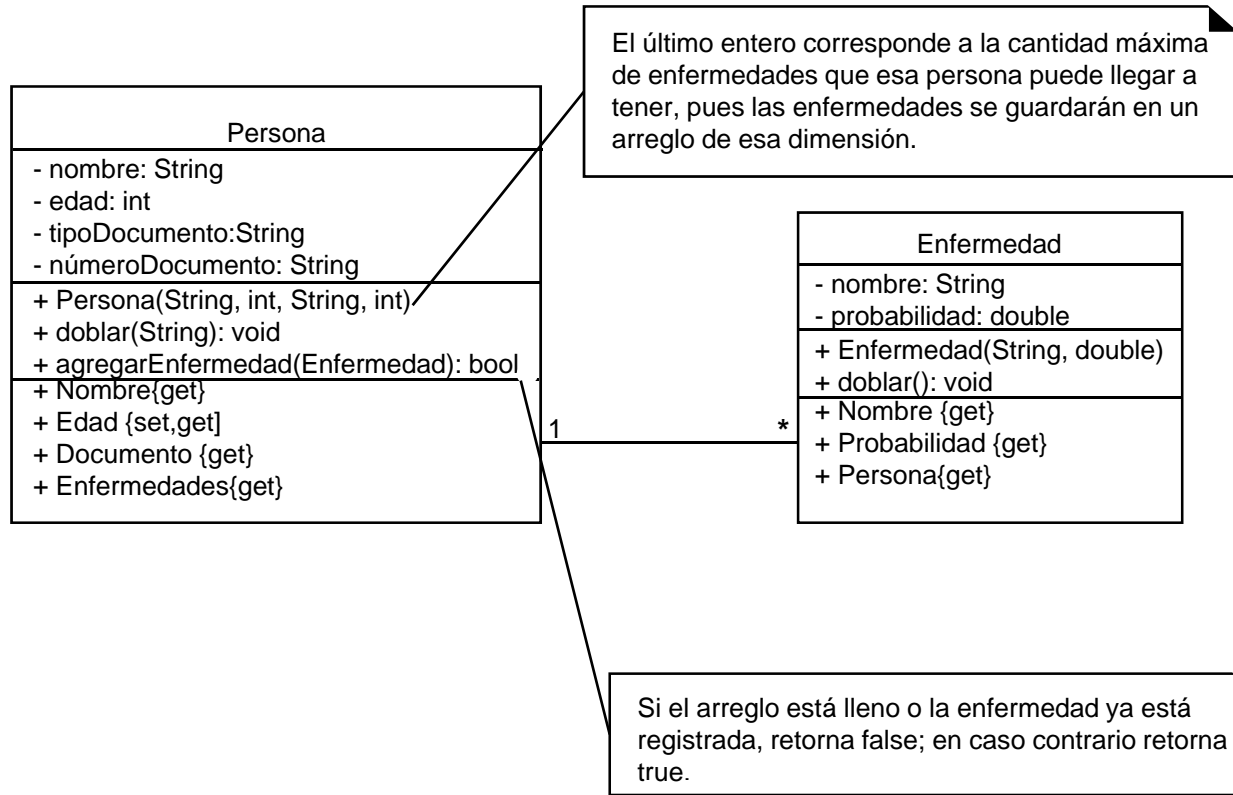 El último entero corresponde a la cantidad máxima
de enfermedades que esa persona puede llegar a
tener, pues las enfermedades se guardarán en un
arreglo de esa dimensión.
Persona
- nombre: String
- edad: int
- tipoDocumento:String
- númeroDocumento: String
+ Persona(String, int, String, int)
+ doblar(String): void
+ agregarEnfermedad(Enfermedad): bool
+ Nombre{get}
+ Edad {set,get]
+ Documento {get}
+ Enfermedades{get}
1
*
Enfermedad
- nombre: String
- probabilidad: double
+ Enfermedad(String, double)
+ doblar(): void
+ Nombre {get}
+ Probabilidad {get}
+ Persona{get}
Si el arreglo está lleno o la enfermedad ya está
registrada, retorna false; en caso contrario retorna
true.